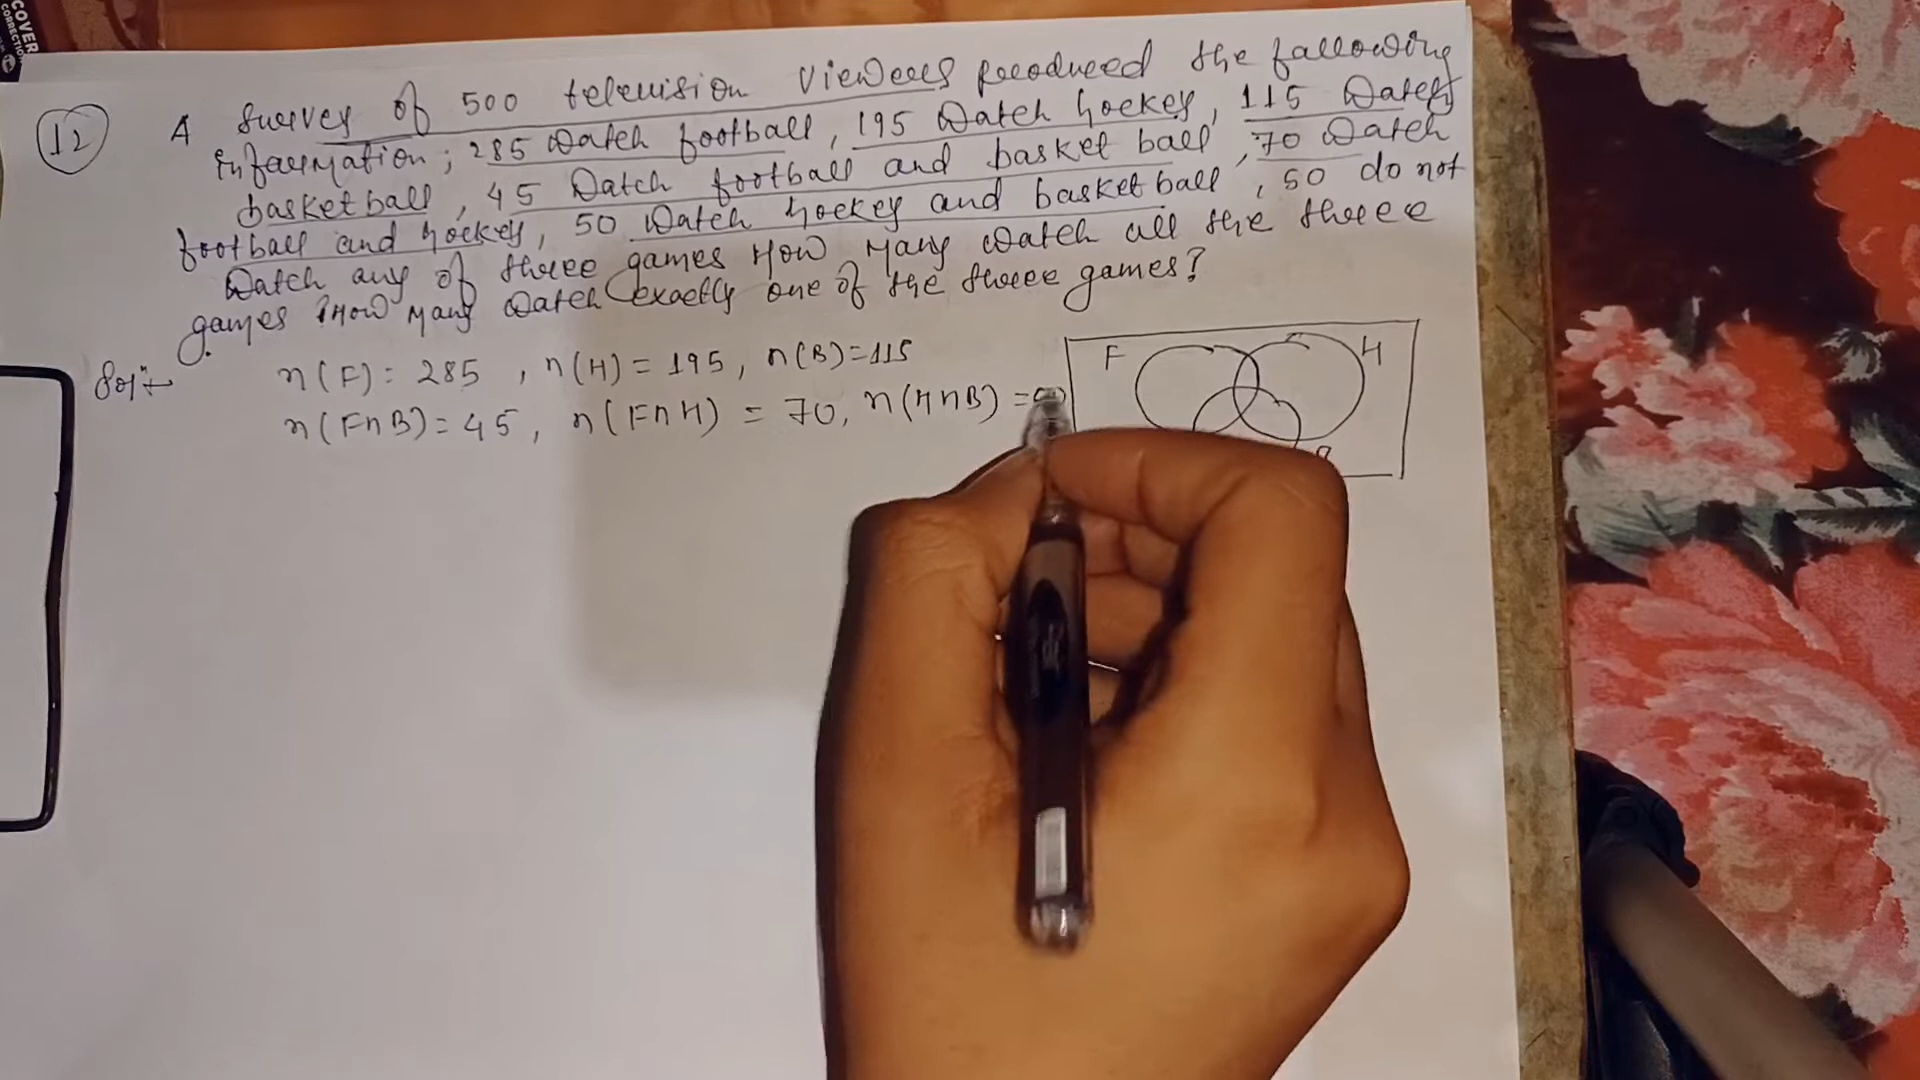 COVER
CORRECTION
12 A survey of 500 television viewers produced the following
information; 285 watch football, 195 watch hockey, 115 watch
basketball, 45 watch football and basket ball, 70 watch
football and hockey, 50 watch hockey and basketball, 50 do not
watch any of three games How many watch all the three
games ? How many watch exactly one of the three games?
Solⁿ→ n(F) = 285 , n(H) = 195, n(B)=115
n(F∩B) = 45, n(F∩H) = 70, n(H∩B) =
F H
B